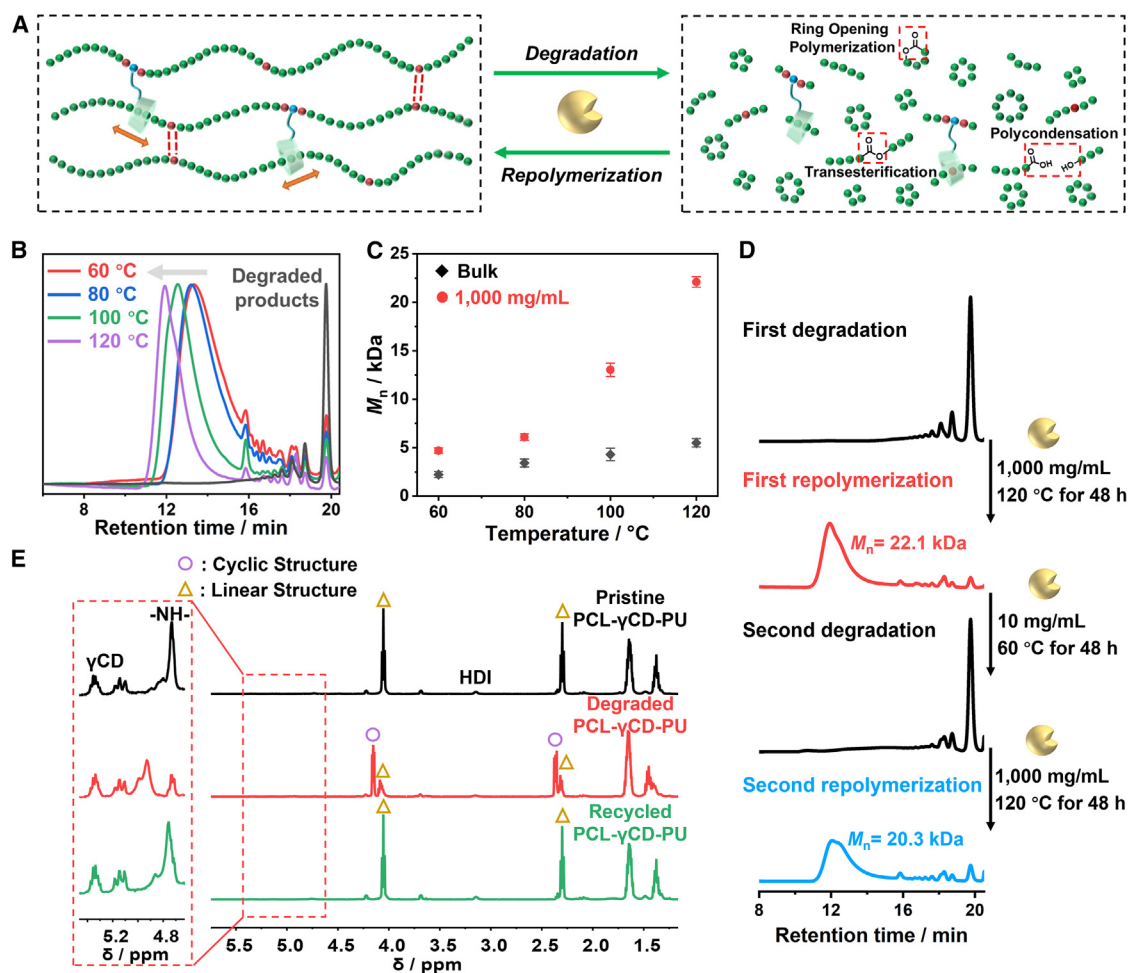 A
Degradation
Repolymerization
Ring Opening
Polymerization
O
O
Polycondensation
O
OH
HO
O
O
Transesterification
B
60 °C
80 °C
100 °C
120 °C
Degraded
products
8 12 16 20
Retention time / min
C
Bulk
1,000 mg/mL
25
20
15
10
5
0
Mn / kDa
60 80 100 120
Temperature / °C
D
First degradation
1,000 mg/mL
120 °C for 48 h
First repolymerization
Mn= 22.1 kDa
Second degradation
10 mg/mL
60 °C for 48 h
Second repolymerization
1,000 mg/mL
120 °C for 48 h
Mn= 20.3 kDa
8 12 16 20
Retention time / min
E
: Cyclic Structure
: Linear Structure
-NH-
γCD
5.2 4.8
δ / ppm
Pristine
PCL-γCD-PU
HDI
Degraded
PCL-γCD-PU
Recycled
PCL-γCD-PU
5.5 5.0 4.5 4.0 3.5 3.0 2.5 2.0 1.5
δ / ppm